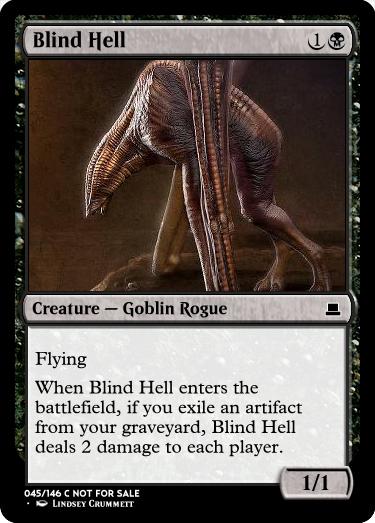 Blind Hell 1
Creature — Goblin Rogue
Flying
When Blind Hell enters the
battlefield, if you exile an artifact
from your graveyard, Blind Hell
deals 2 damage to each player.
1/1
045/146 C NOT FOR SALE
Lindsey Crummett